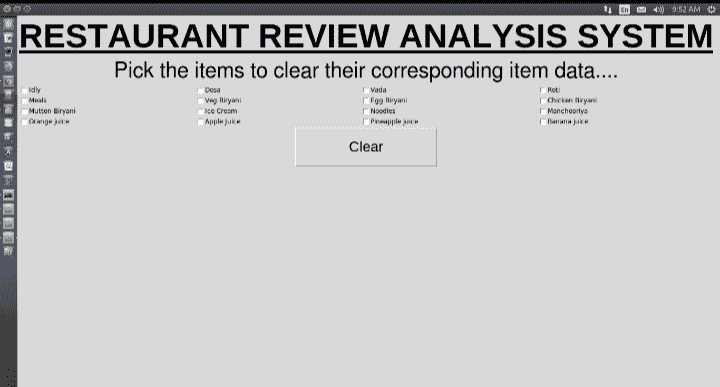 En 9:52 AM
RESTAURANT REVIEW ANALYSIS SYSTEM
Pick the items to clear their corresponding item data....
Idly Dosa Vada Roti
Meals Veg Biryani Egg Biryani Chicken Biryani
Mutton Biryani Ice Cream Noodles Manchooriya
Orange juice Apple juice Pineapple juice Banana juice
Clear